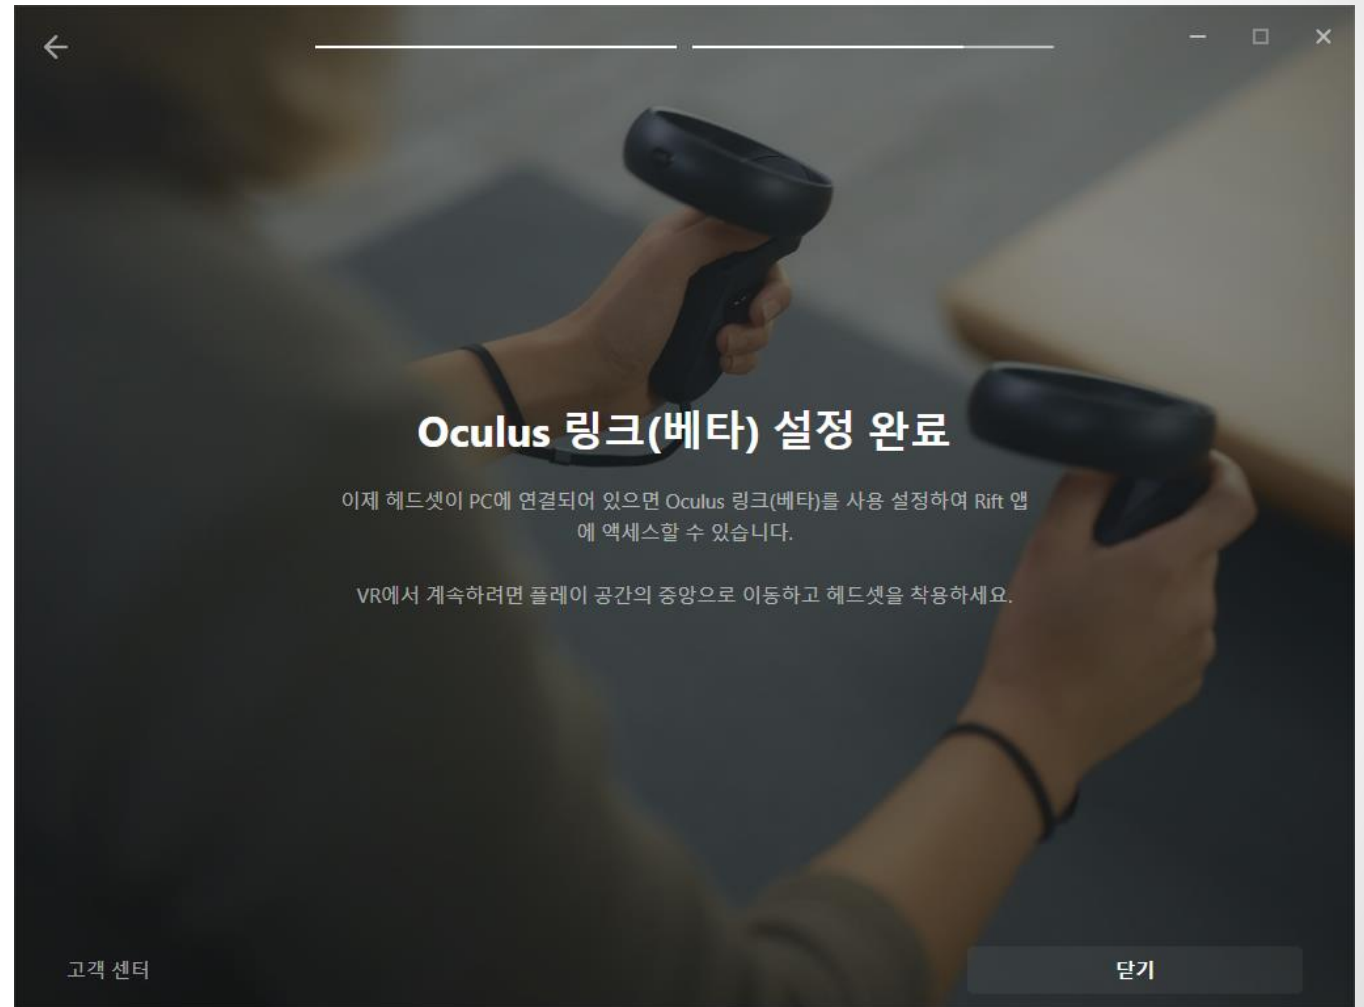 Oculus 링크(베타) 설정 완료
이제 헤드셋이 PC에 연결되어 있으면 Oculus 링크(베타)를 사용 설정하여 Rift 앱
에 액세스할 수 있습니다.
VR에서 계속하려면 플레이 공간의 중앙으로 이동하고 헤드셋을 착용하세요.
고객 센터
닫기